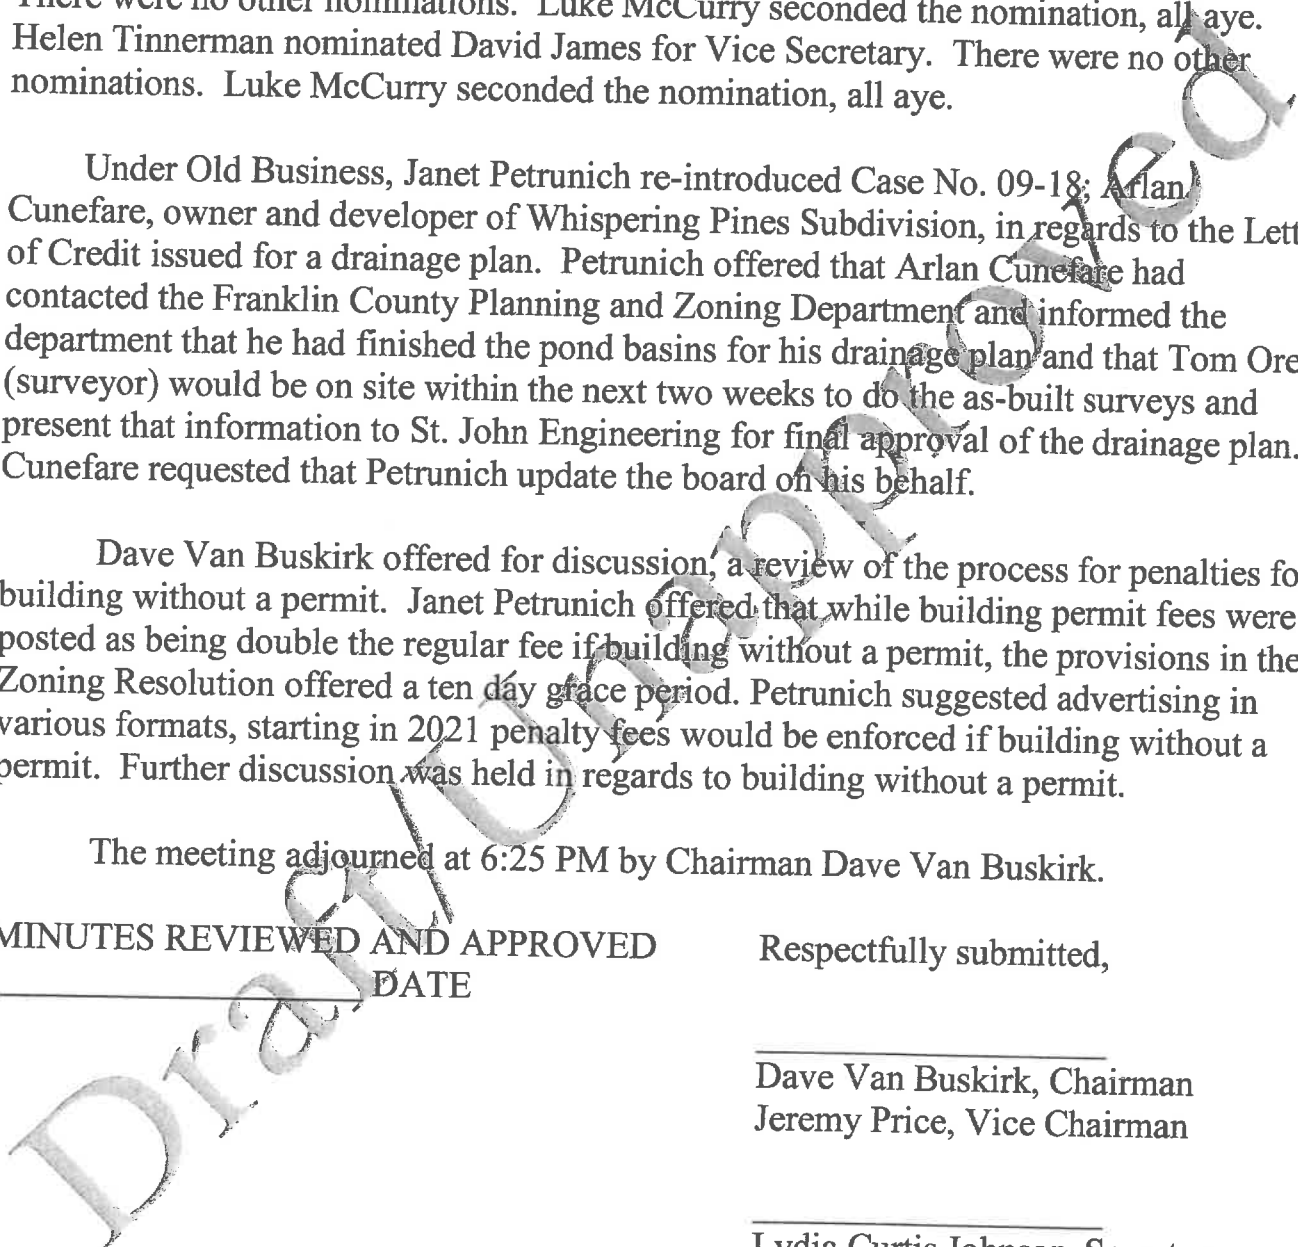 There were no other nominations. Luke McCurry seconded the nomination, all aye.
Helen Tinnerman nominated David James for Vice Secretary. There were no other
nominations. Luke McCurry seconded the nomination, all aye.
Under Old Business, Janet Petrunich re-introduced Case No. 09-18; Arlan
Cunefare, owner and developer of Whispering Pines Subdivision, in regards to the Lett
of Credit issued for a drainage plan. Petrunich offered that Arlan Cunefare had
contacted the Franklin County Planning and Zoning Department and informed the
department that he had finished the pond basins for his drainage plan and that Tom Ore
(surveyor) would be on site within the next two weeks to do the as-built surveys and
present that information to St. John Engineering for final approval of the drainage plan.
Cunefare requested that Petrunich update the board on his behalf.
Dave Van Buskirk offered for discussion, a review of the process for penalties fo
building without a permit. Janet Petrunich offered that while building permit fees were
posted as being double the regular fee if building without a permit, the provisions in the
Zoning Resolution offered a ten day grace period. Petrunich suggested advertising in
various formats, starting in 2021 penalty fees would be enforced if building without a
permit. Further discussion was held in regards to building without a permit.
The meeting adjourned at 6:25 PM by Chairman Dave Van Buskirk.
MINUTES REVIEWED AND APPROVED
DATE
Respectfully submitted,
Dave Van Buskirk, Chairman
Jeremy Price, Vice Chairman
Lydia Curtis Johnson, Secret
Draft/Unapproved